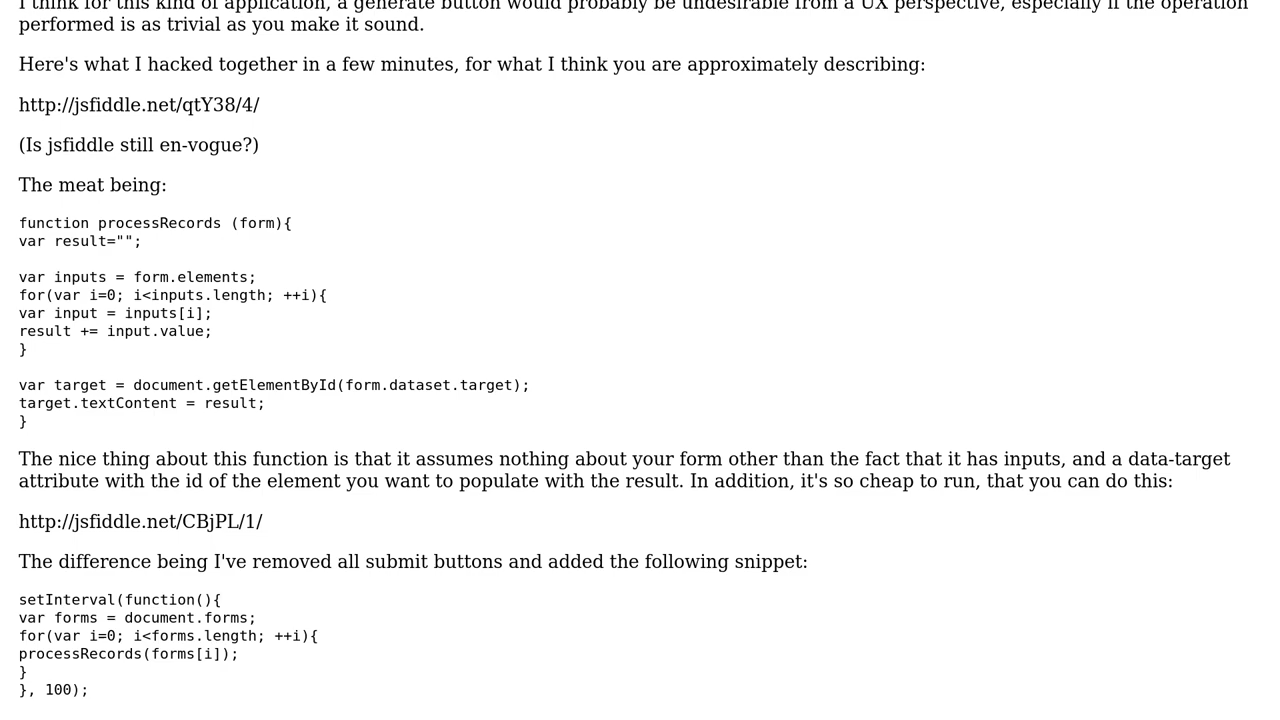 I think for this kind of application, a generate button would probably be undesirable from a UX perspective, especially if the operation
performed is as trivial as you make it sound.
Here's what I hacked together in a few minutes, for what I think you are approximately describing:
http://jsfiddle.net/qtY38/4/
(Is jsfiddle still en-vogue?)
The meat being:
function processRecords (form){
var result="";
var inputs = form.elements;
for(var i=0; i<inputs.length; ++i){
var input = inputs[i];
result += input.value;
}
var target = document.getElementById(form.dataset.target);
target.textContent = result;
}
The nice thing about this function is that it assumes nothing about your form other than the fact that it has inputs, and a data-target
attribute with the id of the element you want to populate with the result. In addition, it's so cheap to run, that you can do this:
http://jsfiddle.net/CBjPL/1/
The difference being I've removed all submit buttons and added the following snippet:
setInterval(function(){
var forms = document.forms;
for(var i=0; i<forms.length; ++i){
processRecords(forms[i]);
}
}, 100);